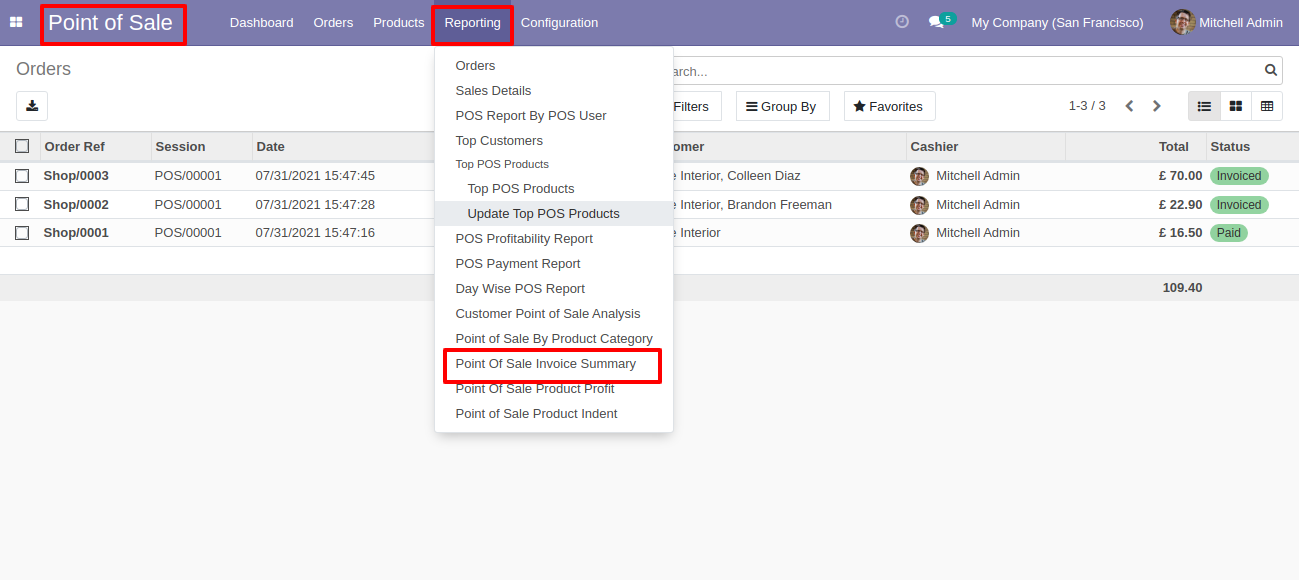 Point of Sale Dashboard Orders Products Reporting Configuration 5 My Company (San Francisco) Mitchell Admin
Orders
arch...
Filters Group By Favorites 1-3 / 3
Order Ref Session Date omer Cashier Total Status
Shop/0003 POS/00001 07/31/2021 15:47:45 Interior, Colleen Diaz Mitchell Admin £ 70.00 Invoiced
Shop/0002 POS/00001 07/31/2021 15:47:28 Interior, Brandon Freeman Mitchell Admin £ 22.90 Invoiced
Shop/0001 POS/00001 07/31/2021 15:47:16 Interior Mitchell Admin £ 16.50 Paid
109.40
Orders
Sales Details
POS Report By POS User
Top Customers
Top POS Products
Top POS Products
Update Top POS Products
POS Profitability Report
POS Payment Report
Day Wise POS Report
Customer Point of Sale Analysis
Point of Sale By Product Category
Point Of Sale Invoice Summary
Point Of Sale Product Profit
Point of Sale Product Indent